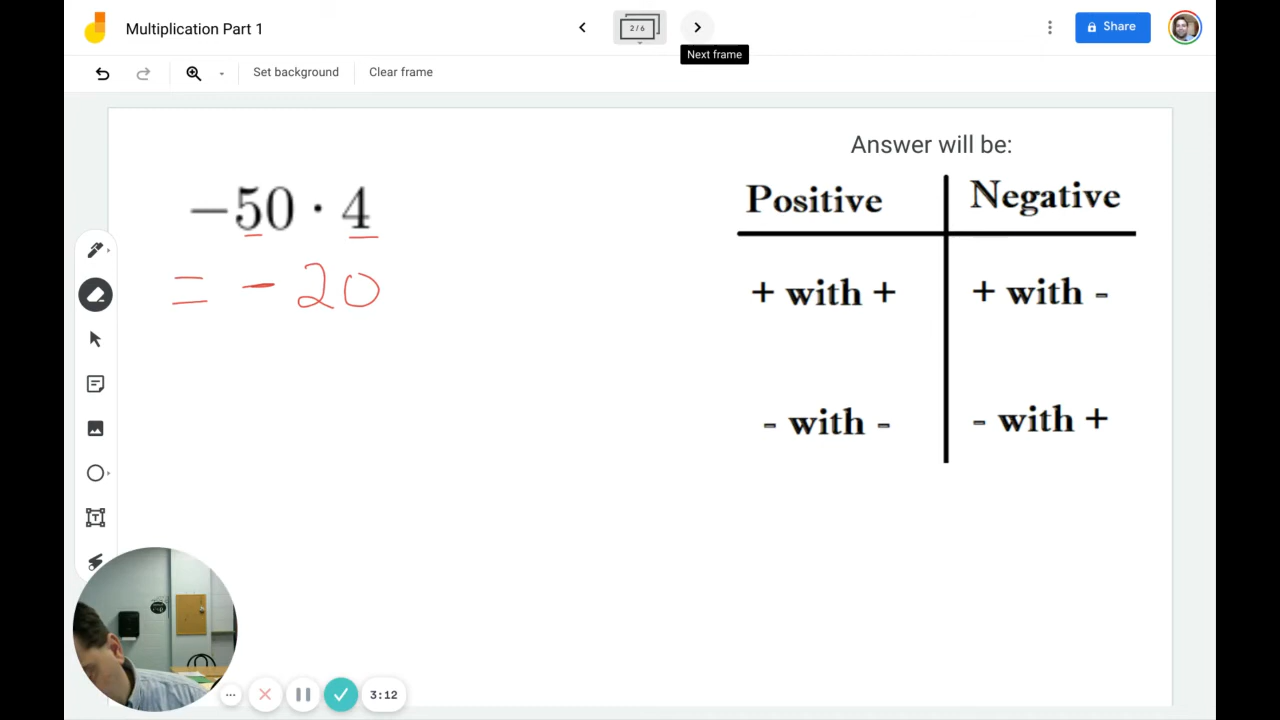 Multiplication Part 1
2/6
Share
Next frame
Set background
Clear frame
−50 · 4
= - 20
Answer will be:
Positive Negative
+ with + + with -
- with - - with +
3:12